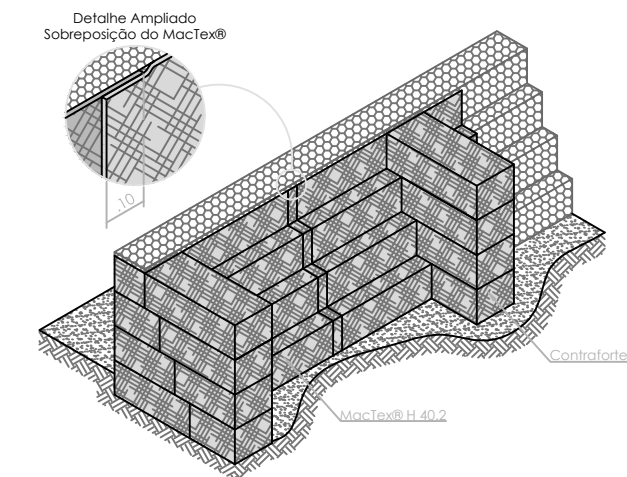 Detalhe Ampliado
Sobreposição do MacTex®
.10
Contraforte
MacTex® H 40.2